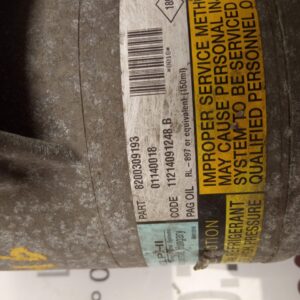 PART 8200309193
01140018
CODE 11214091248 B
PAG OIL RL - 897 or equivalent (150ml)
IMPROPER SERVICE METH
MAY CAUSE PERSONAL IN
SYSTEM TO BE SERVICED
QUALIFIED PERSONNEL O
REFRIGERANT
PRESSURE